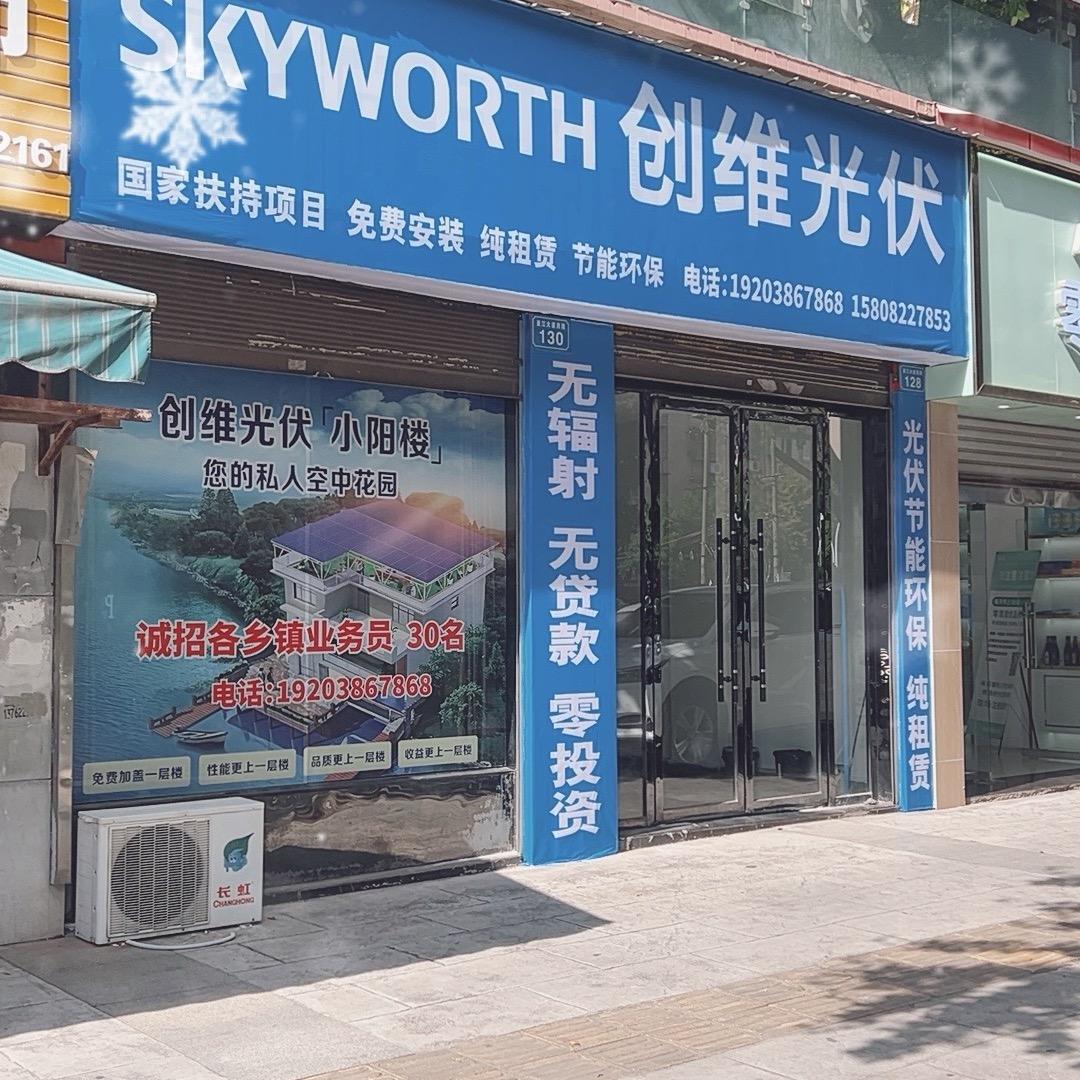 2161
SKYWORTH 创维光伏
国家扶持项目 免费安装 纯租赁 节能环保 电话:19203867868 158082227853
130
128
创维光伏「小阳楼」
您的私人空中花园
诚招各乡镇业务员 30名
电话:19203867868
免费加盖一层楼 性能更上一层楼 品质更上一层楼 收益更上一层楼
无辐射 无贷款 零投资
光伏节能环保 纯租赁
长虹
CHANGHONG